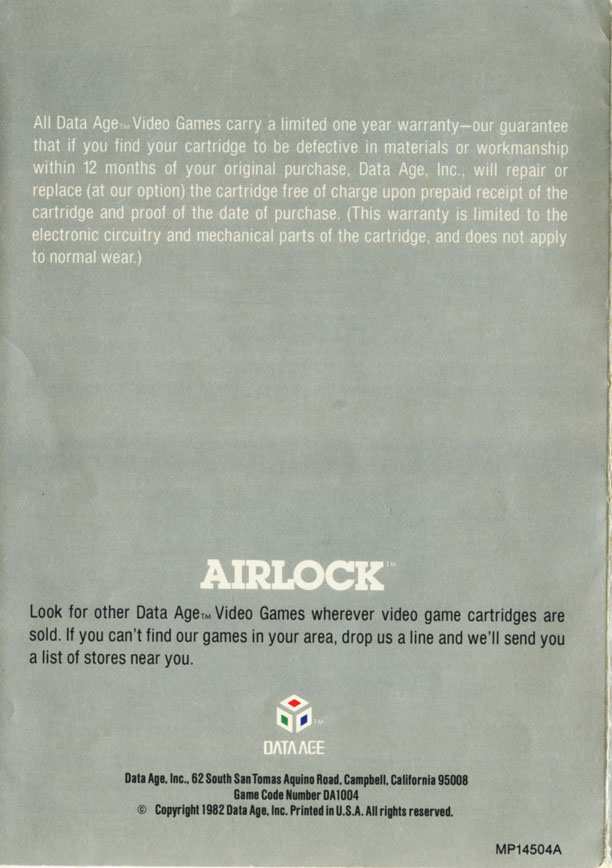 All Data Age™ Video Games carry a limited one year warranty—our guarantee
that if you find your cartridge to be defective in materials or workmanship
within 12 months of your original purchase, Data Age, Inc., will repair or
replace (at our option) the cartridge free of charge upon prepaid receipt of the
cartridge and proof of the date of purchase. (This warranty is limited to the
electronic circuitry and mechanical parts of the cartridge, and does not apply
to normal wear.)
AIRLOCK™
Look for other Data Age™ Video Games wherever video game cartridges are
sold. If you can't find our games in your area, drop us a line and we'll send you
a list of stores near you.
™
DATA AGE
Data Age, Inc., 62 South San Tomas Aquino Road, Campbell, California 95008
Game Code Number DA1004
© Copyright 1982 Data Age, Inc. Printed in U.S.A. All rights reserved.
MP14504A